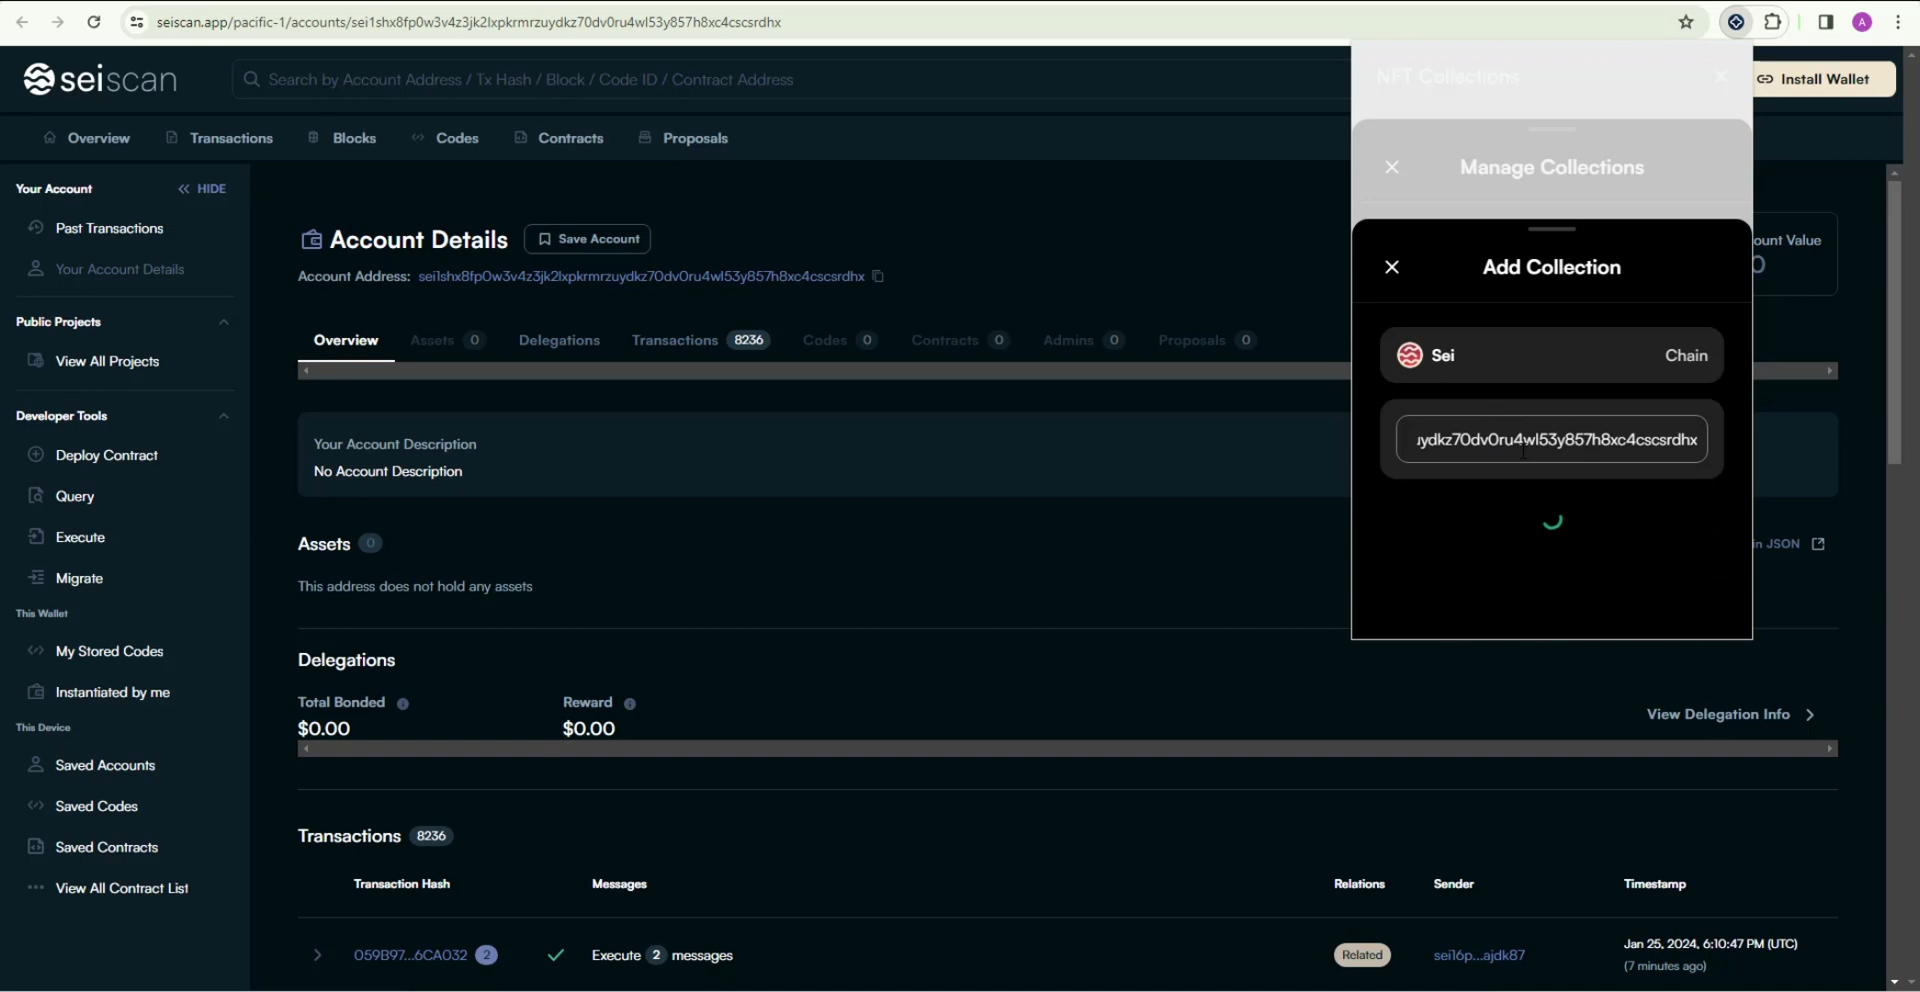 seiscan.app/pacific-1/accounts/sei1shx8fp0w3v4z3jk2lxpkrmrzuydkz70dv0ru4wl53y857h8xc4cscsrdhx
A
seiscan
Search by Account Address / Tx Hash / Block / Code ID / Contract Address
NFT Collections
Install Wallet
Overview
Transactions
Blocks
Codes
Contracts
Proposals
Manage Collections
Your Account
HIDE
Past Transactions
Your Account Details
Public Projects
View All Projects
Developer Tools
Deploy Contract
Query
Execute
Migrate
This Wallet
My Stored Codes
Instantiated by me
This Device
Saved Accounts
Saved Codes
Saved Contracts
View All Contract List
Account Details
Save Account
Account Address: sei1shx8fp0w3v4z3jk2lxpkrmrzuydkz70dv0ru4wl53y857h8xc4cscsrdhx
ount Value
0
Overview
Assets 0
Delegations
Transactions 8236
Codes 0
Contracts 0
Admins 0
Proposals 0
Your Account Description
No Account Description
Add Collection
Sei
Chain
ydkz70dv0ru4wl53y857h8xc4cscsrdhx
Assets 0
in JSON
This address does not hold any assets
Delegations
Total Bonded
$0.00
Reward
$0.00
View Delegation Info
Transactions 8236
Transaction Hash
Messages
Relations
Sender
Timestamp
059B97...6CA032 2
Execute 2 messages
Related
sei16p...ajdk87
Jan 25, 2024, 6:10:47 PM (UTC)
(7 minutes ago)